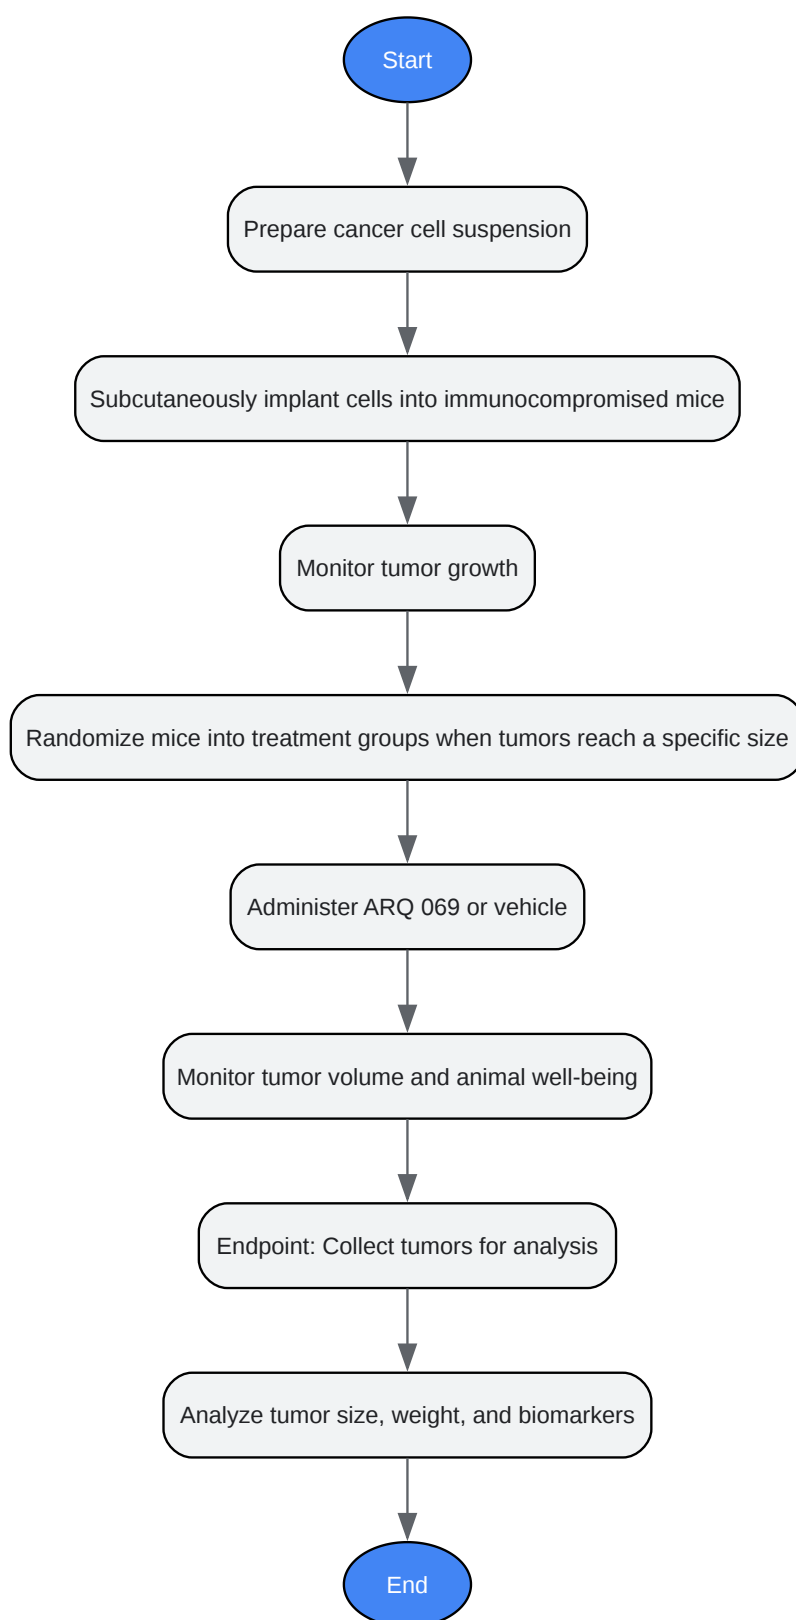 Start
Prepare cancer cell suspension
Subcutaneously implant cells into immunocompromised mice
Monitor tumor growth
Randomize mice into treatment groups when tumors reach a specific size
Administer ARQ 069 or vehicle
Monitor tumor volume and animal well-being
Endpoint: Collect tumors for analysis
Analyze tumor size, weight, and biomarkers
End